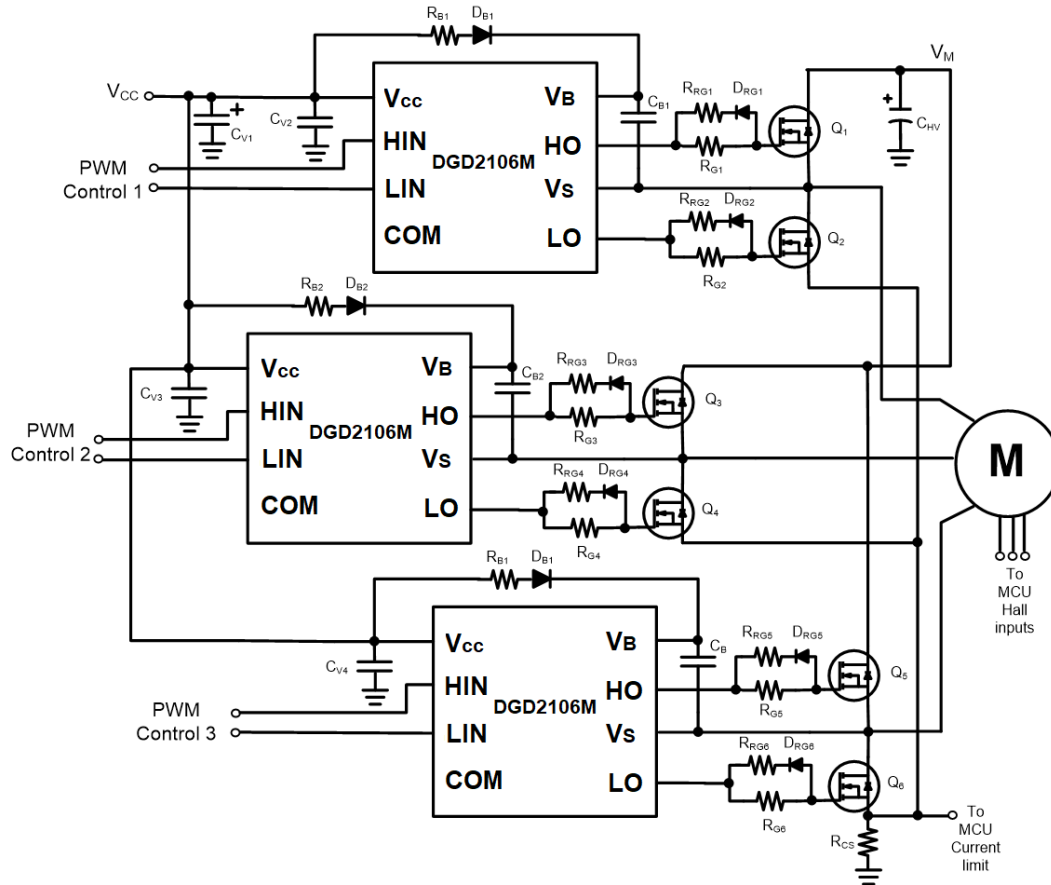 RB1 DB1
VM
VCC
CV1
CV2
Vcc
HIN
LIN
COM
DGD2106M
VB
HO
VS
LO
CB1
RRG1 DRG1
RG1
Q1
CHV
PWM
Control 1
RRG2 DRG2
RG2
Q2
RB2 DB2
CV3
Vcc
HIN
LIN
COM
DGD2106M
VB
HO
VS
LO
CB2
RRG3 DRG3
RG3
Q3
PWM
Control 2
RRG4 DRG4
RG4
Q4
M
To
MCU
Hall
inputs
RB1 DB1
CV4
Vcc
HIN
LIN
COM
DGD2106M
VB
HO
VS
LO
CB
RRG5 DRG5
RG5
Q5
PWM
Control 3
RRG6 DRG6
RG6
Q6
RCS
To
MCU
Current
limit